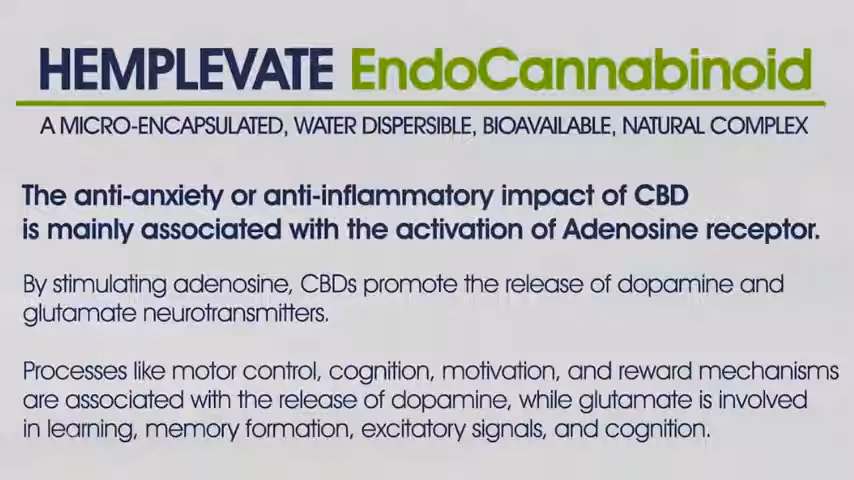 HEMPLEVATE EndoCannabinoid
A MICRO-ENCAPSULATED, WATER DISPERSIBLE, BIOAVAILABLE, NATURAL COMPLEX
The anti-anxiety or anti-inflammatory impact of CBD
is mainly associated with the activation of Adenosine receptor.
By stimulating adenosine, CBDs promote the release of dopamine and
glutamate neurotransmitters.
Processes like motor control, cognition, motivation, and reward mechanisms
are associated with the release of dopamine, while glutamate is involved
in learning, memory formation, excitatory signals, and cognition.